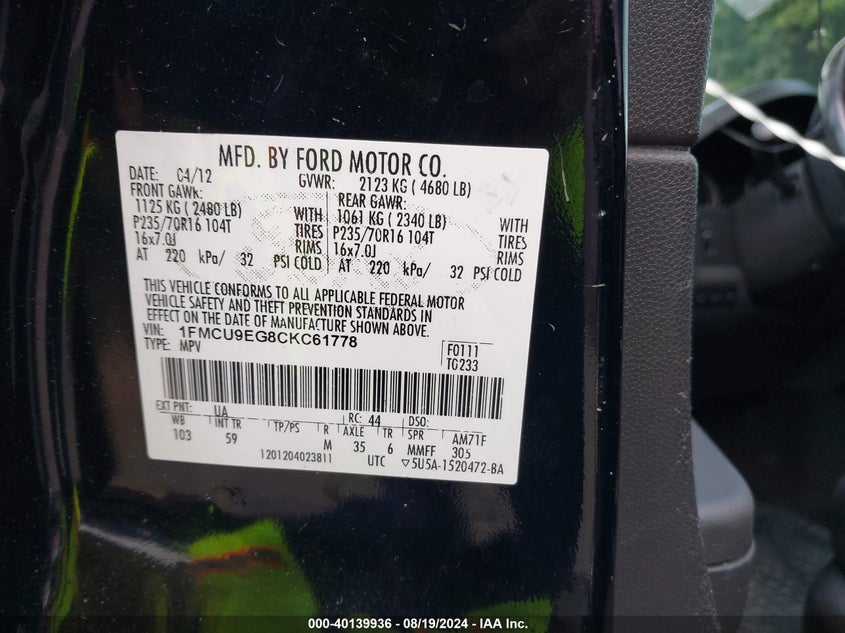 MFD. BY FORD MOTOR CO.
DATE: 04/12 GVWR: 2123 KG ( 4680 LB)
FRONT GAWR: REAR GAWR:
1125 KG ( 2480 LB) WITH 1061 KG ( 2340 LB) WITH
P235/70R16 104T TIRES P235/70R16 104T TIRES
16x7.0J RIMS 16x7.0J RIMS
AT 220 kPa/ 32 PSI COLD AT 220 kPa/ 32 PSI COLD
THIS VEHICLE CONFORMS TO ALL APPLICABLE FEDERAL MOTOR
VEHICLE SAFETY AND THEFT PREVENTION STANDARDS IN
EFFECT ON THE DATE OF MANUFACTURE SHOWN ABOVE.
VIN: 1FMCU9EG8CKC61778
TYPE: MPV
F0111
TG233
EXT PNT: UA RC: 44 DSO:
WB INT TR TP/PS R AXLE TR SPR AM71F
103 59 M 35 6 MMFF 305
1201204023811 UTC ▽5U5A-1520472-BA
000-40139936 - 08/19/2024 - IAA Inc.